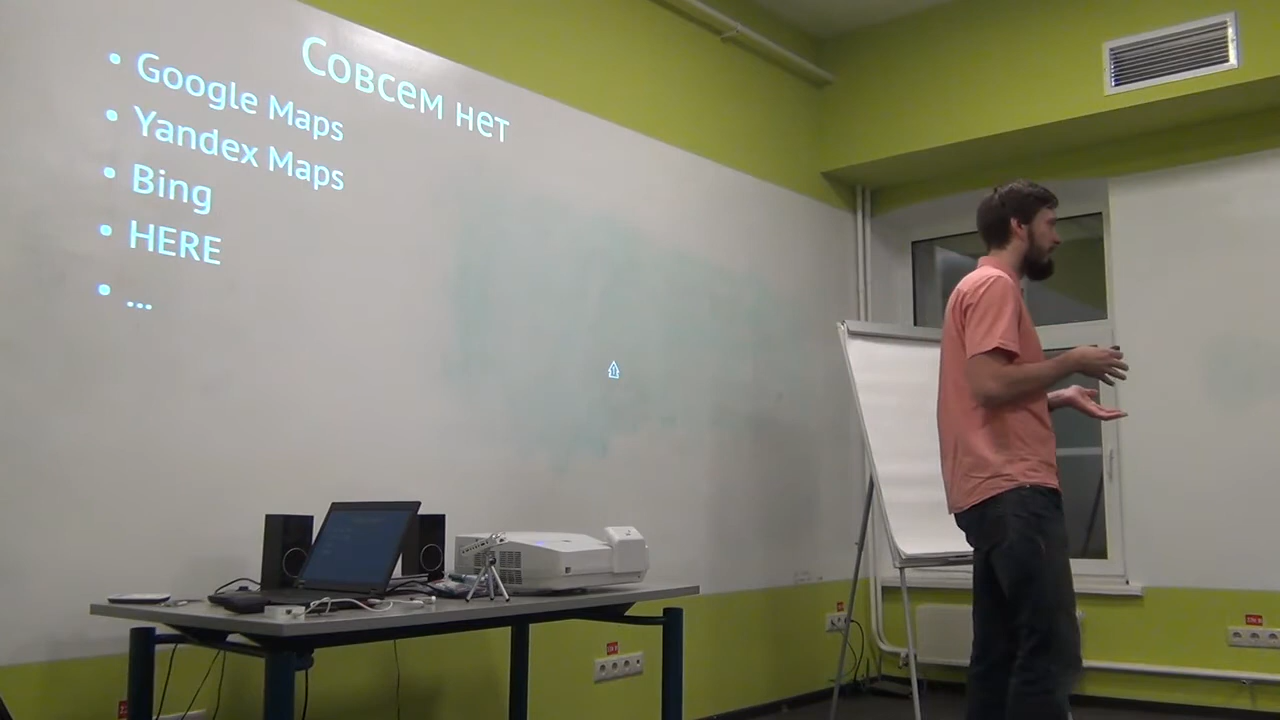 Совсем нет
• Google Maps
• Yandex Maps
• Bing
• HERE
• ...